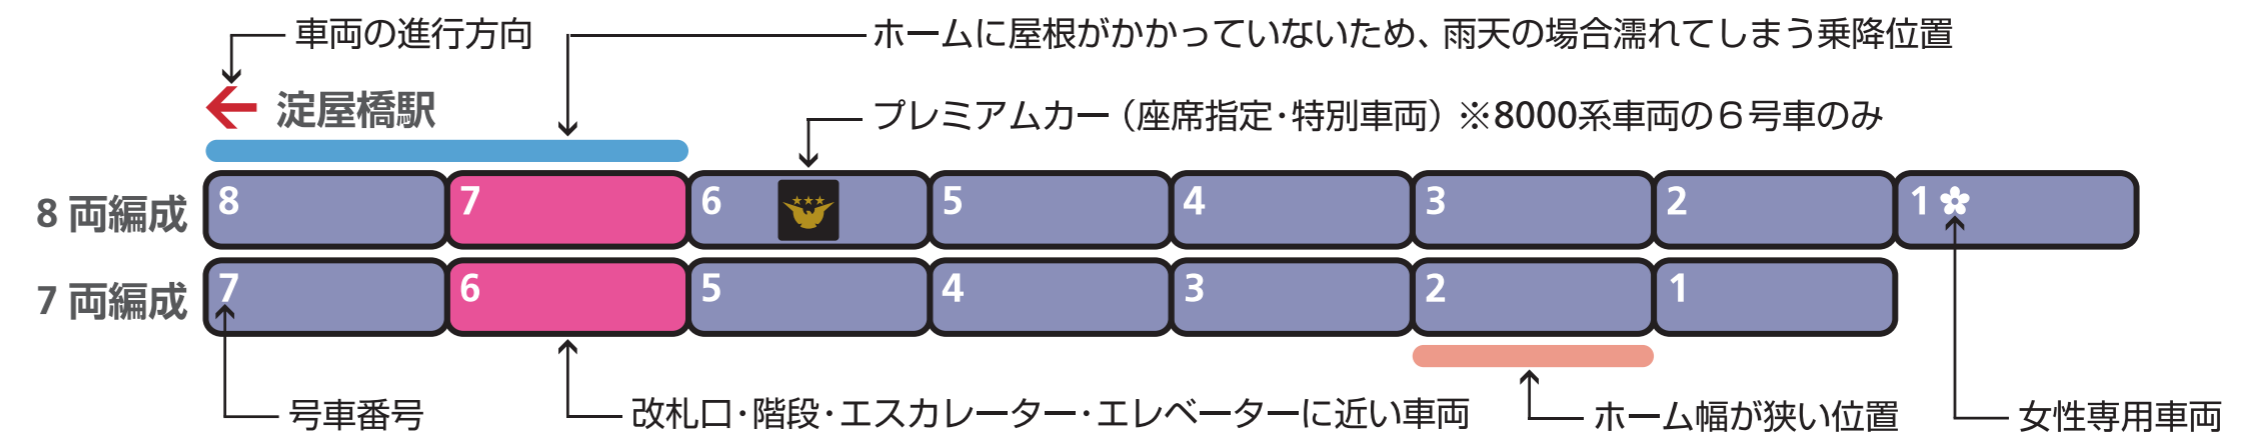 車両の進行方向
ホームに屋根がかかっていないため、雨天の場合濡れてしまう乗降位置
淀屋橋駅
プレミアムカー（座席指定・特別車両）※8000系車両の６号車のみ
8 両編成 8 7 6 5 4 3 2 1
7 両編成 7 6 5 4 3 2 1
号車番号
改札口・階段・エスカレーター・エレベーターに近い車両
ホーム幅が狭い位置
女性専用車両